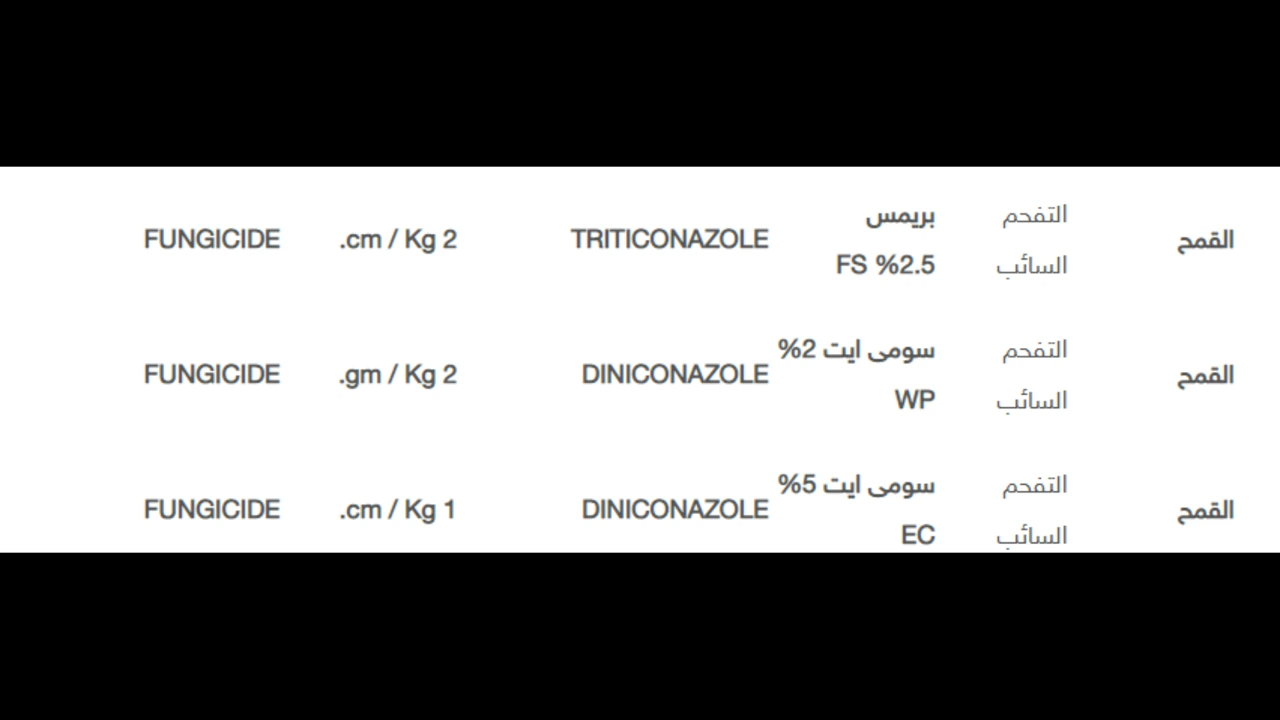 القمح
التفحم
السائب
بريمس
FS %2.5
TRITICONAZOLE
.cm / Kg 2
FUNGICIDE
القمح
التفحم
السائب
سومى ايت 2%
WP
DINICONAZOLE
.gm / Kg 2
FUNGICIDE
القمح
التفحم
السائب
سومى ايت 5%
EC
DINICONAZOLE
.cm / Kg 1
FUNGICIDE